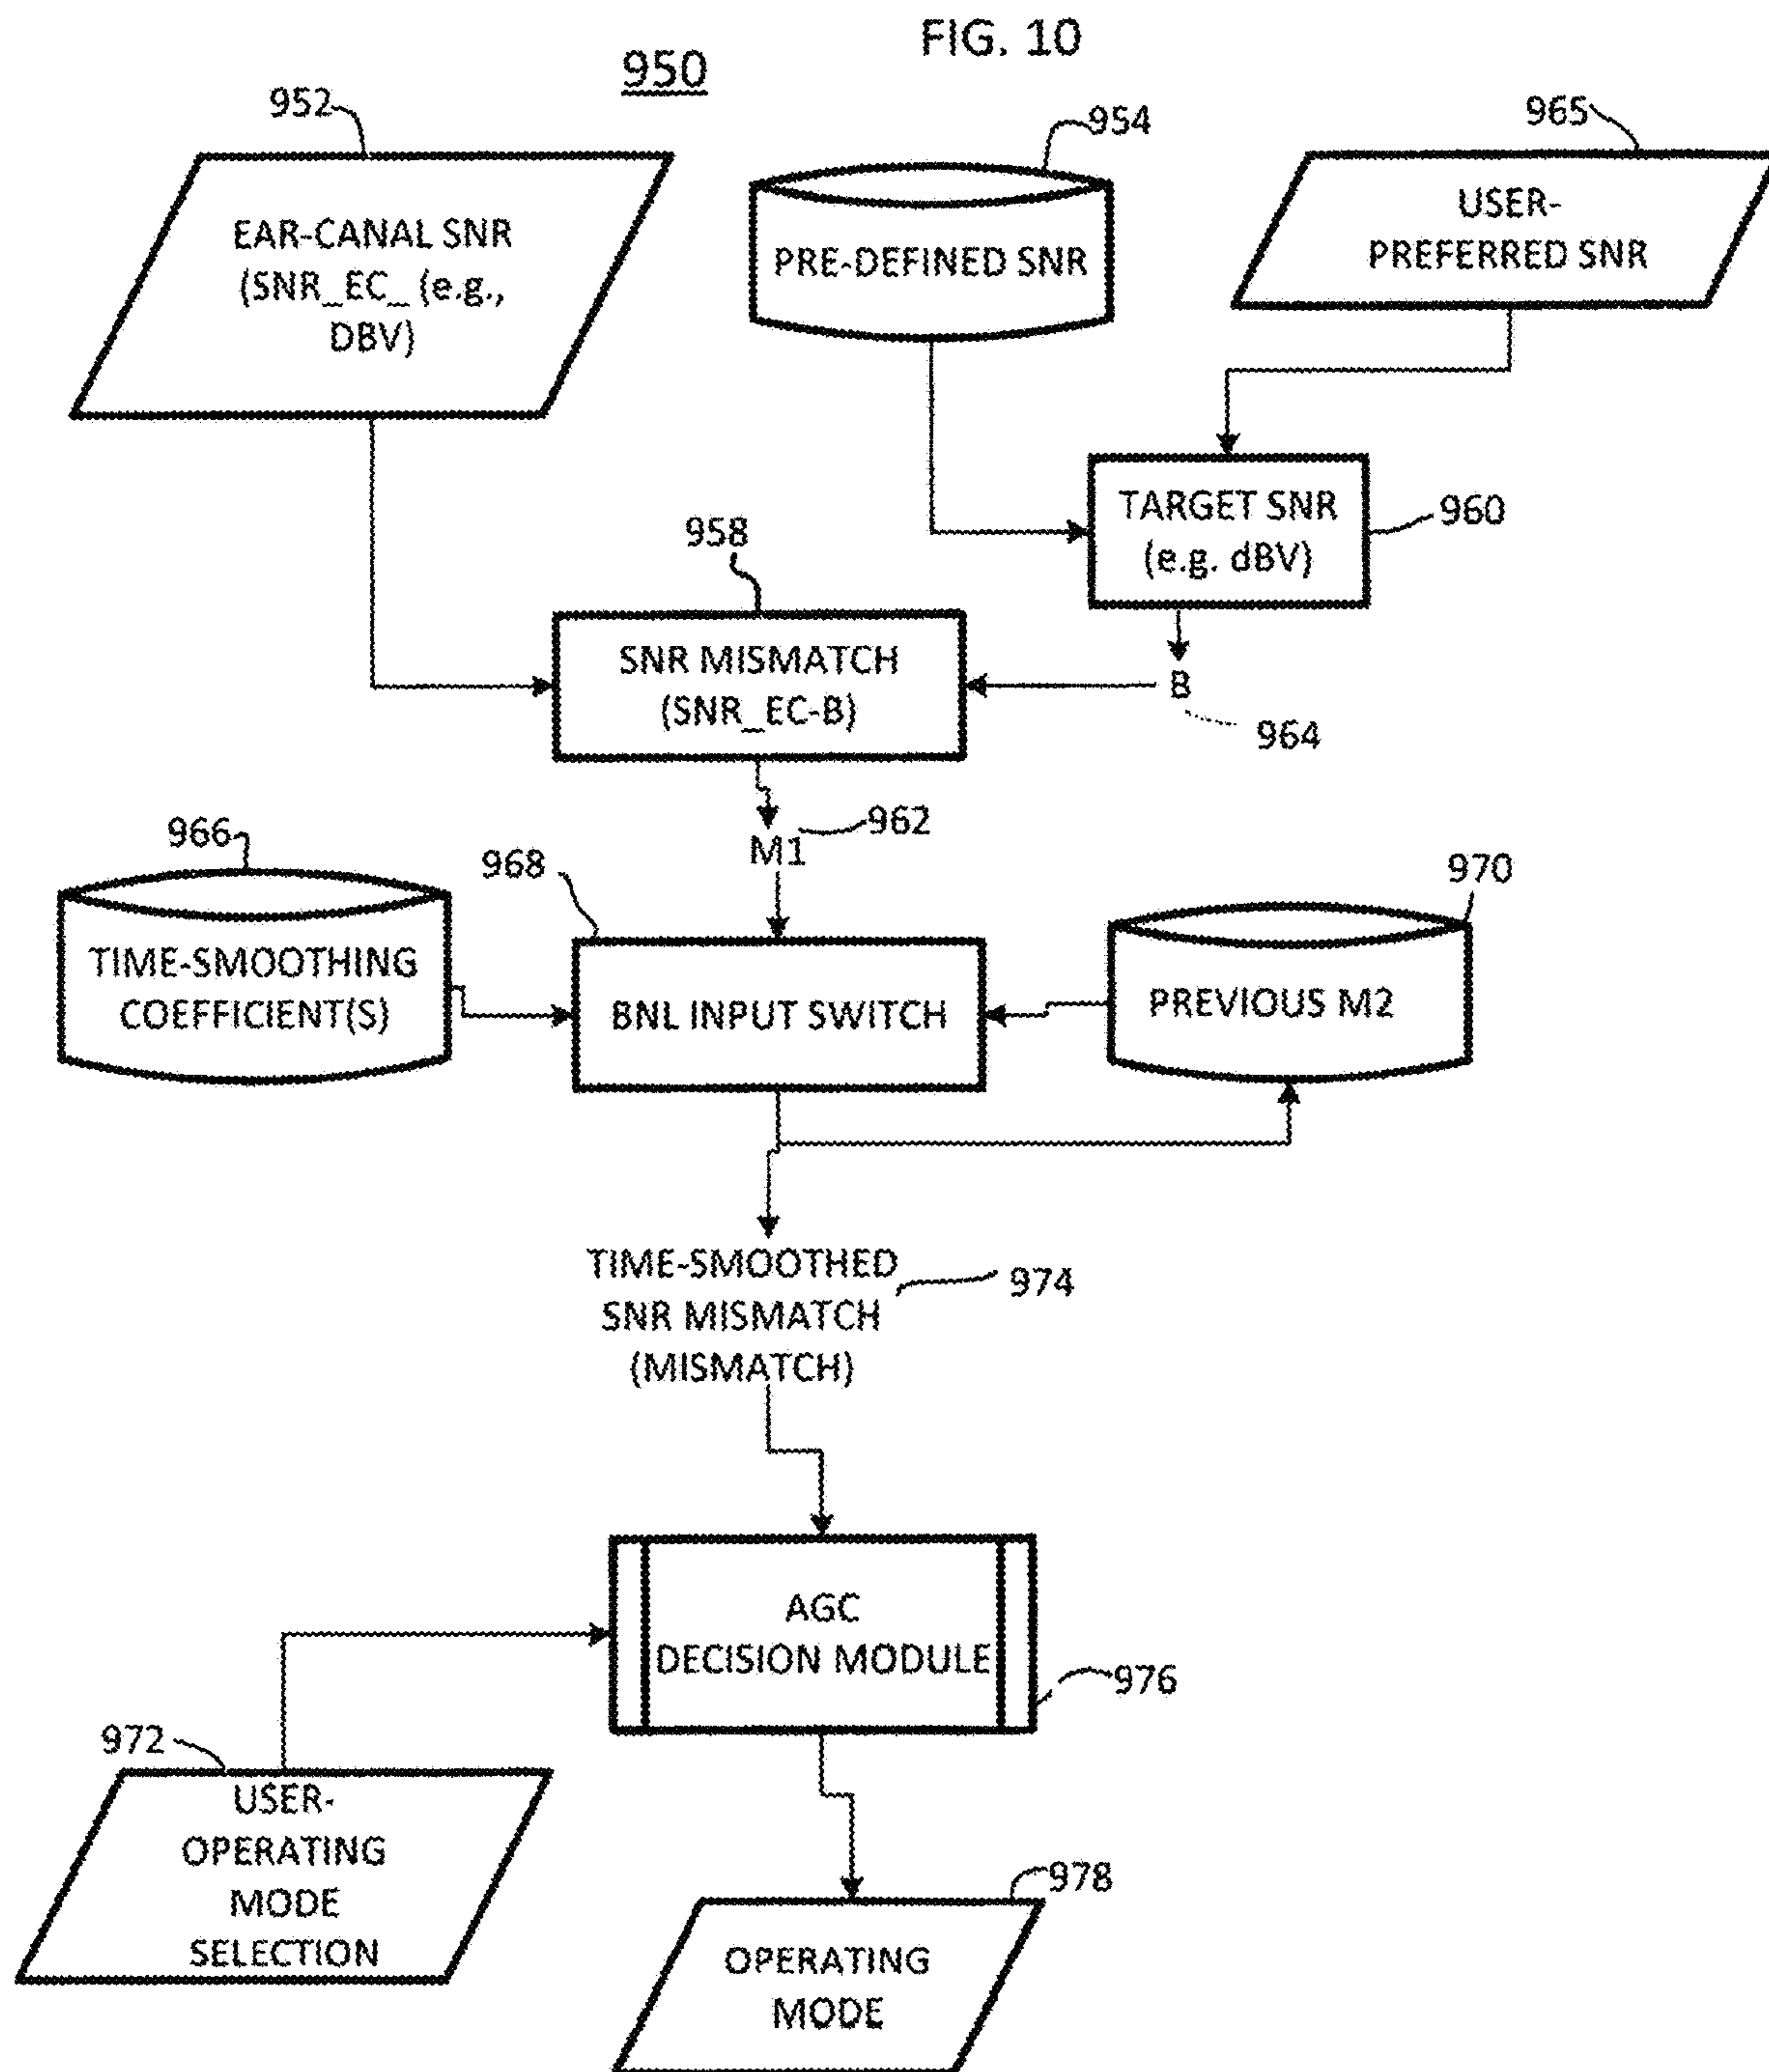 FIG. 10
950
952
954
965
EAR-CANAL SNR
(SNR_EC_ (e.g.,
DBV)
PRE-DEFINED SNR
USER-
PREFERRED SNR
TARGET SNR
(e.g. dBV)
960
958
SNR MISMATCH
(SNR_EC-B)
B
964
M1
962
966
968
970
TIME-SMOOTHING
COEFFICIENT(S)
BNL INPUT SWITCH
PREVIOUS M2
TIME-SMOOTHED
SNR MISMATCH
(MISMATCH)
974
AGC
DECISION MODULE
976
972
USER-
OPERATING
MODE
SELECTION
978
OPERATING
MODE